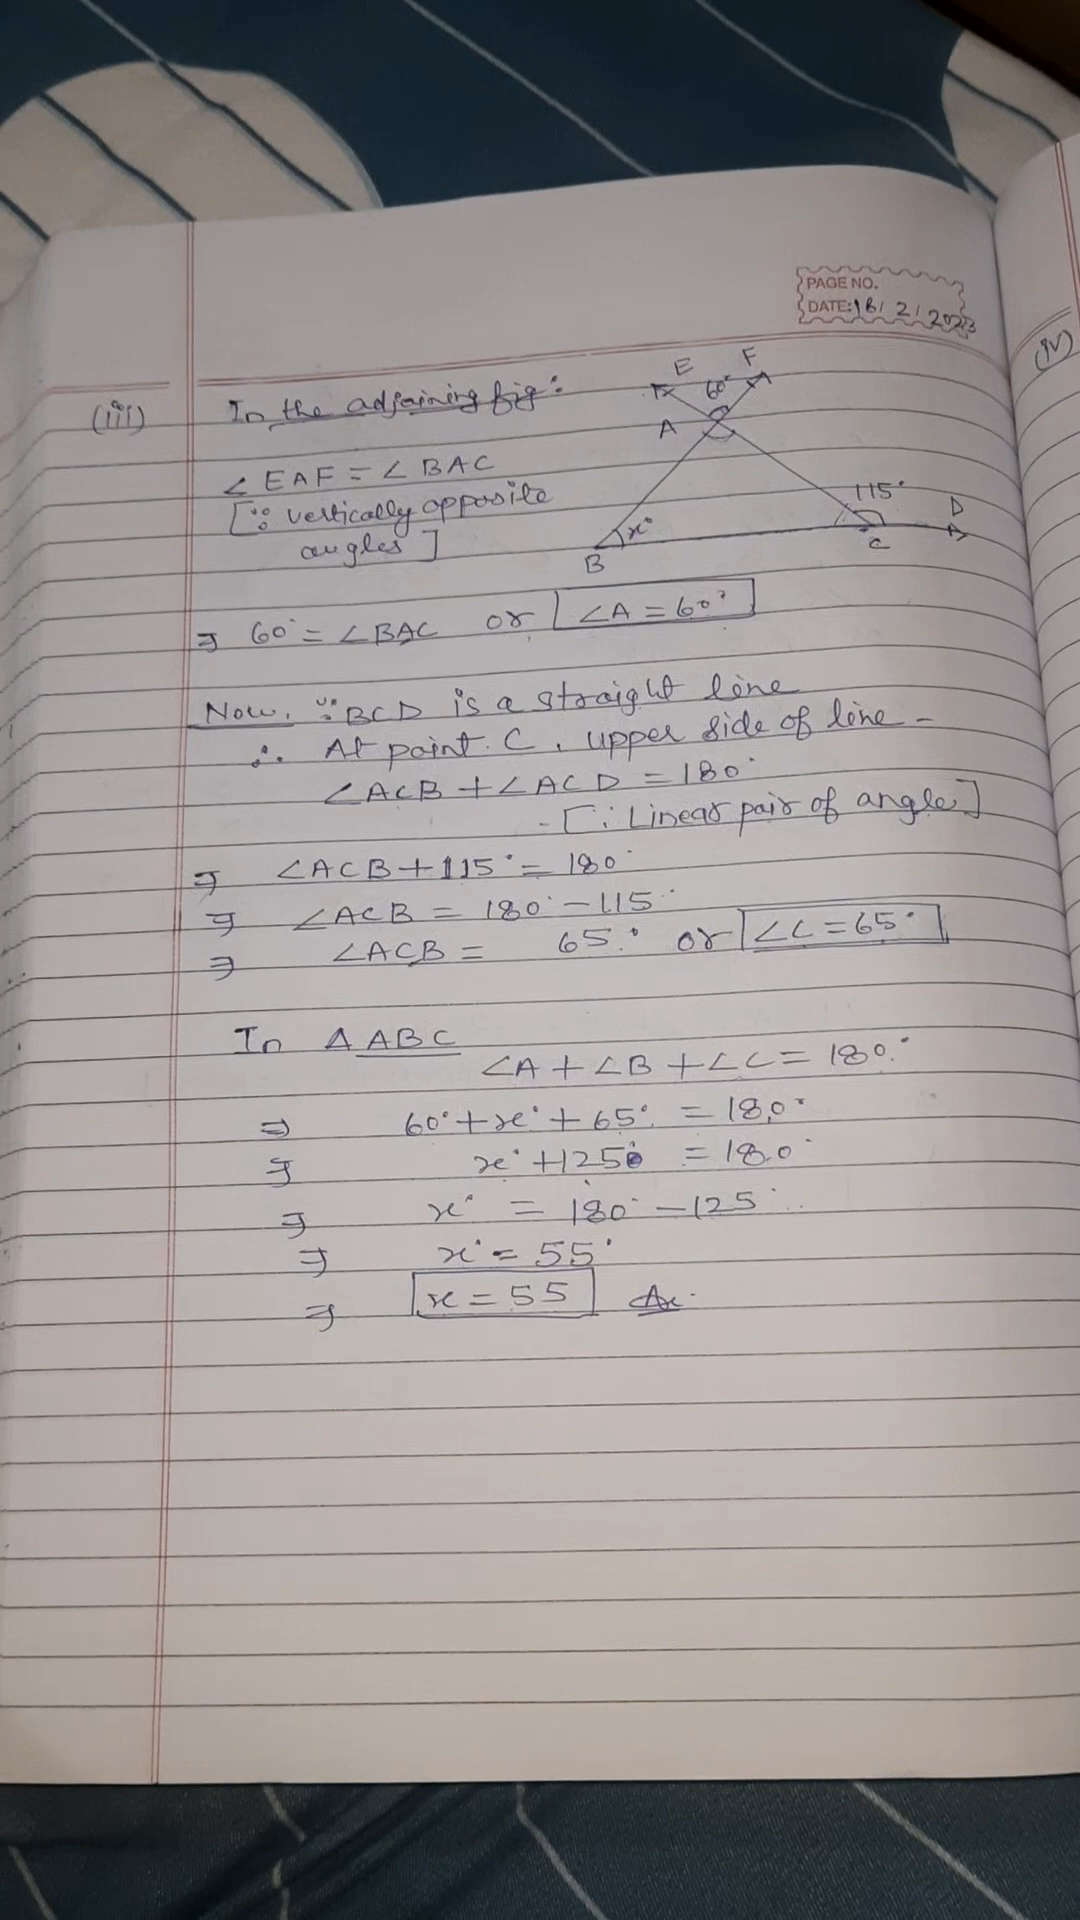 PAGE NO.
DATE: 18/2/2023
(iv)
(iii) In the adjoining fig:
E F
60°
A
115°
D
x°
C
B
∠EAF = ∠BAC
[∵ vertically opposite
angles]
⇒ 60° = ∠BAC or ∠A = 60°
Now, ∵ BCD is a straight line
∴ At point C, upper side of line -
∠ACB + ∠ACD = 180°
- [∵ Linear pair of angle]
⇒ ∠ACB + 115° = 180°
⇒ ∠ACB = 180° - 115°
⇒ ∠ACB = 65° or ∠C = 65°
In Δ ABC
∠A + ∠B + ∠C = 180°
⇒ 60° + x° + 65° = 180°
⇒ x° + 125° = 180°
⇒ x° = 180° - 125°
⇒ x° = 55°
⇒ x = 55 Ans.